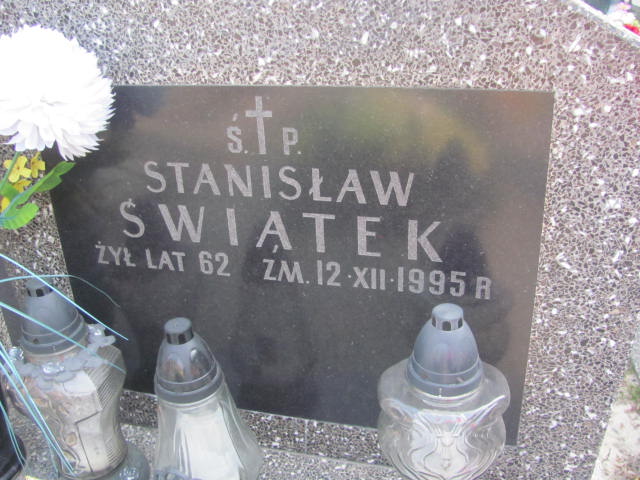 Ś. P.
STANISŁAW
ŚWIĄTEK
ŻYŁ LAT 62 ZM. 12·XII·1995 R